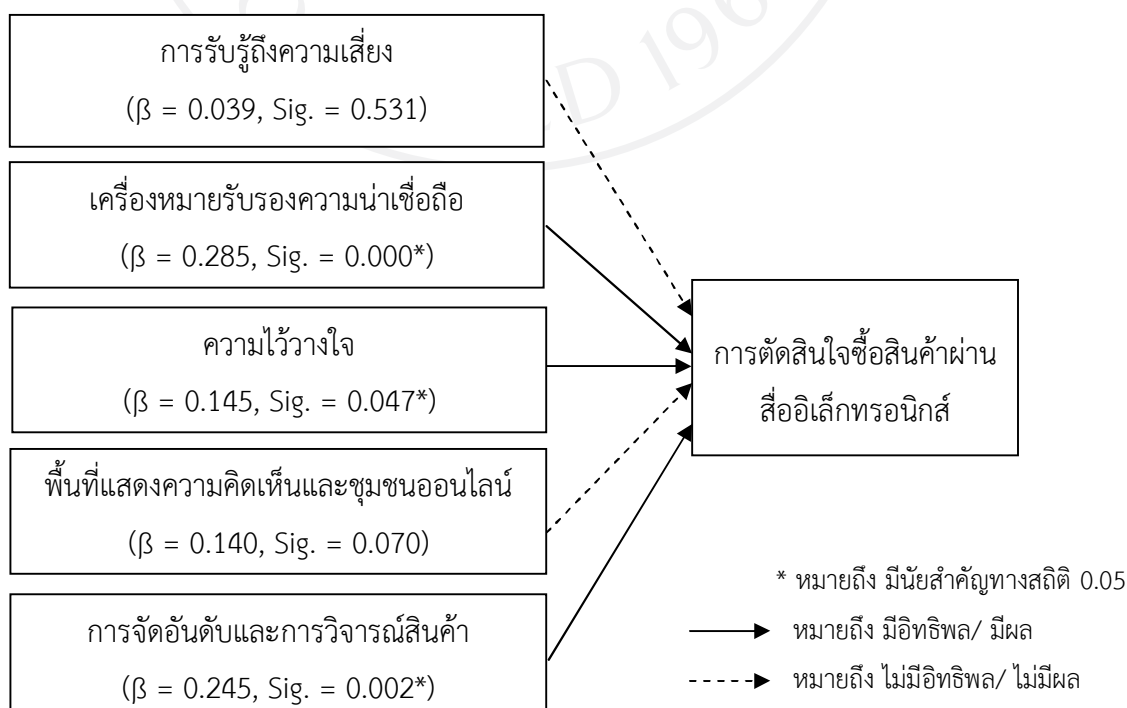 การรับรู้ถึงความเสี่ยง
(β = 0.039, Sig. = 0.531)
เครื่องหมายรับรองความน่าเชื่อถือ
(β = 0.285, Sig. = 0.000*)
ความไว้วางใจ
(β = 0.145, Sig. = 0.047*)
พื้นที่แสดงความคิดเห็นและชุมชนออนไลน์
(β = 0.140, Sig. = 0.070)
การจัดอันดับและการวิจารณ์สินค้า
(β = 0.245, Sig. = 0.002*)
การตัดสินใจซื้อสินค้าผ่าน
สื่ออิเล็กทรอนิกส์
* หมายถึง มีนัยสำคัญทางสถิติ 0.05
หมายถึง มีอิทธิพล/ มีผล
หมายถึง ไม่มีอิทธิพล/ ไม่มีผล